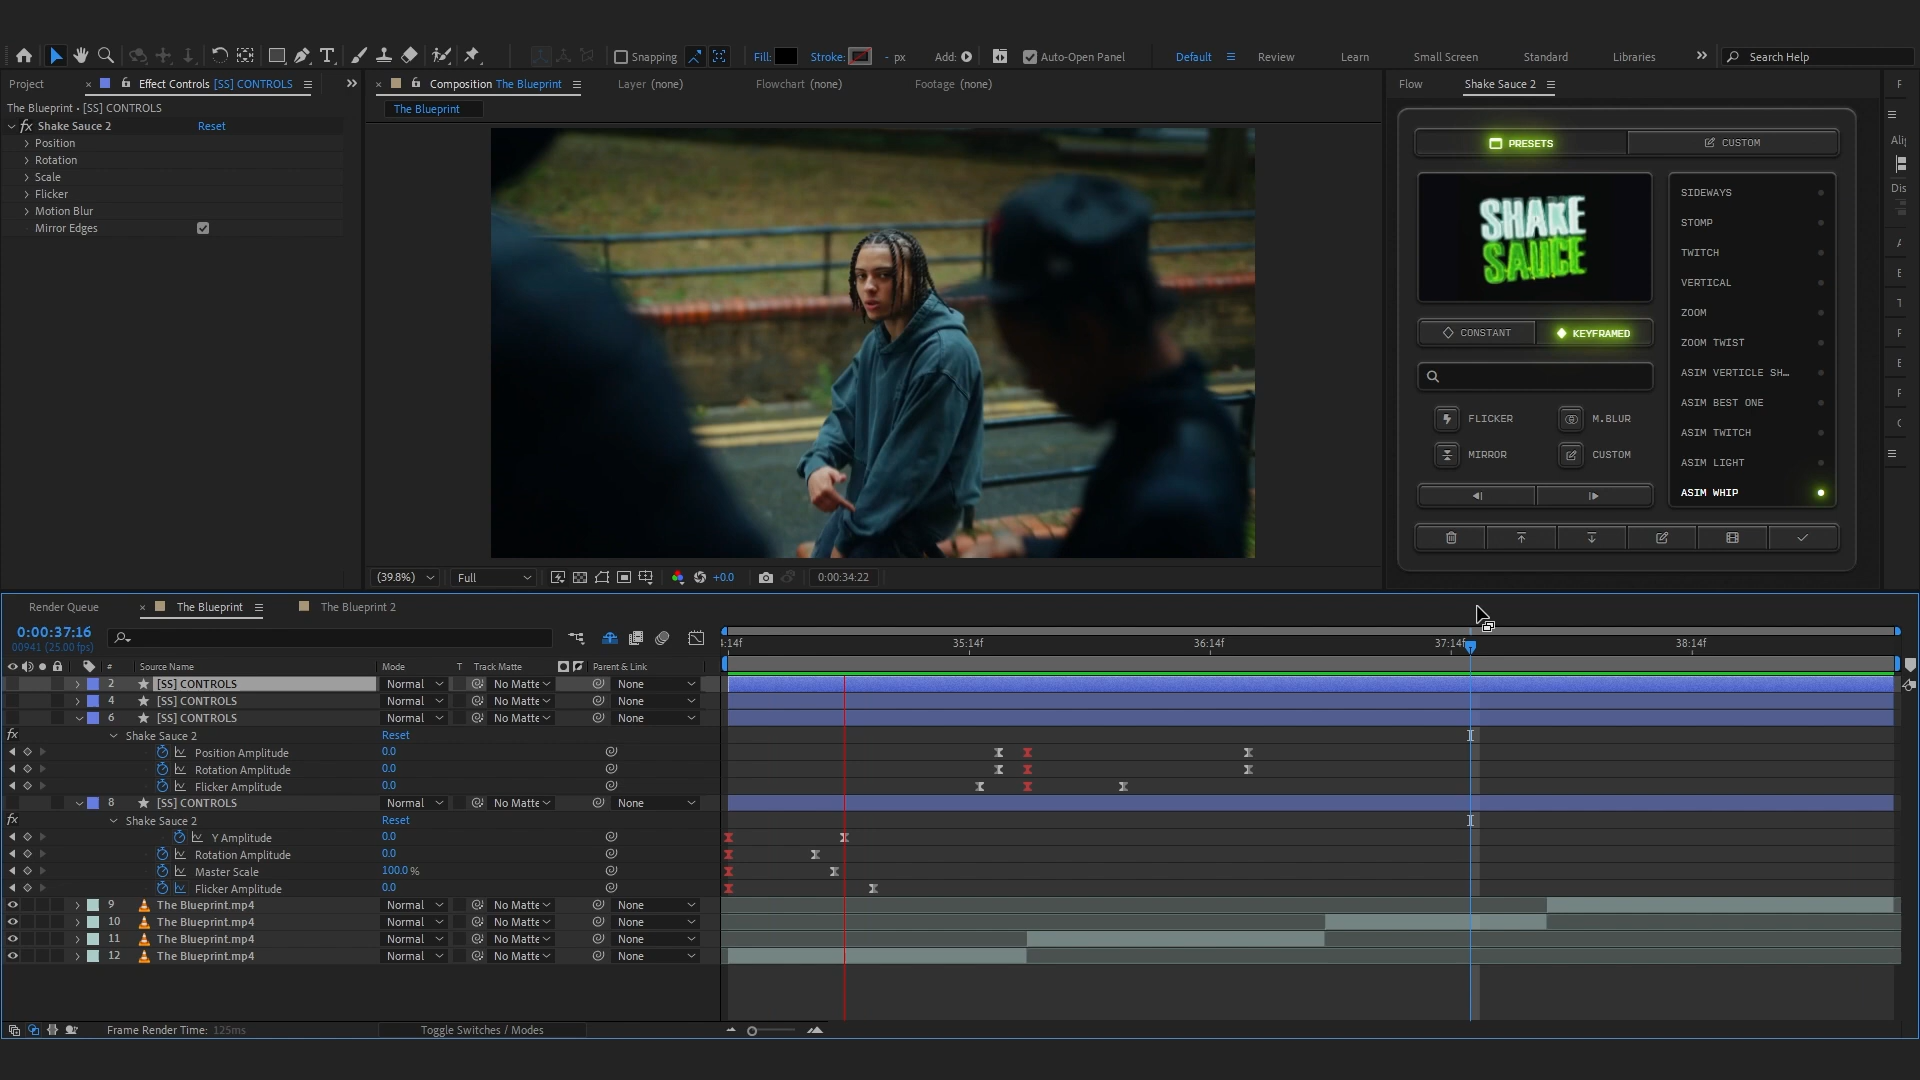 Snapping
Fill:
Stroke:
- px
Add:
Auto-Open Panel
Default
Review
Learn
Small Screen
Standard
Libraries
Search Help
Project
Effect Controls [SS] CONTROLS
Composition The Blueprint
Layer (none)
Flowchart (none)
Footage (none)
Flow
Shake Sauce 2
The Blueprint • [SS] CONTROLS
The Blueprint
fx Shake Sauce 2 Reset
Position
Rotation
Scale
Flicker
Motion Blur
Mirror Edges
PRESETS
CUSTOM
SHAKE
SAUCE
CONSTANT
KEYFRAMED
FLICKER
M.BLUR
MIRROR
CUSTOM
SIDEWAYS
STOMP
TWITCH
VERTICAL
ZOOM
ZOOM TWIST
ASIM VERTICLE SH…
ASIM BEST ONE
ASIM TWITCH
ASIM LIGHT
ASIM WHIP
(39.8%)
Full
+0.0
0:00:34:22
Render Queue
The Blueprint
The Blueprint 2
0:00:37:16
00941 (25.00 fps)
:14f 35:14f 36:14f 37:14f 38:14f
# Source Name Mode T Track Matte Parent & Link
2 [SS] CONTROLS Normal No Matte None
4 [SS] CONTROLS Normal No Matte None
6 [SS] CONTROLS Normal No Matte None
fx Shake Sauce 2 Reset
Position Amplitude 0.0
Rotation Amplitude 0.0
Flicker Amplitude 0.0
8 [SS] CONTROLS Normal No Matte None
fx Shake Sauce 2 Reset
Y Amplitude 0.0
Rotation Amplitude 0.0
Master Scale 100.0 %
Flicker Amplitude 0.0
9 The Blueprint.mp4 Normal No Matte None
10 The Blueprint.mp4 Normal No Matte None
11 The Blueprint.mp4 Normal No Matte None
12 The Blueprint.mp4 Normal No Matte None
Frame Render Time: 125ms
Toggle Switches / Modes